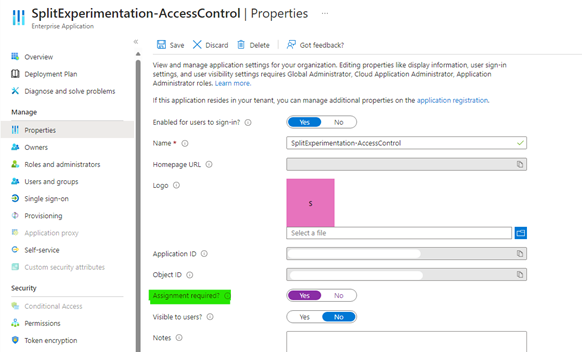 SplitExperimentation-AccessControl | Properties ...
Enterprise Application
«
Save
Discard
Delete
Got feedback?
Overview
Deployment Plan
Diagnose and solve problems
Manage
Properties
Owners
Roles and administrators
Users and groups
Single sign-on
Provisioning
Application proxy
Self-service
Custom security attributes
Security
Conditional Access
Permissions
Token encryption
View and manage application settings for your organization. Editing properties like display information, user sign-in
settings, and user visibility settings requires Global Administrator, Cloud Application Administrator, Application
Administrator roles. Learn more.
If this application resides in your tenant, you can manage additional properties on the application registration.
Enabled for users to sign-in? Yes No
Name * SplitExperimentation-AccessControl
Homepage URL
Logo
S
Select a file
Application ID
Object ID
Assignment required? Yes No
Visible to users? Yes No
Notes